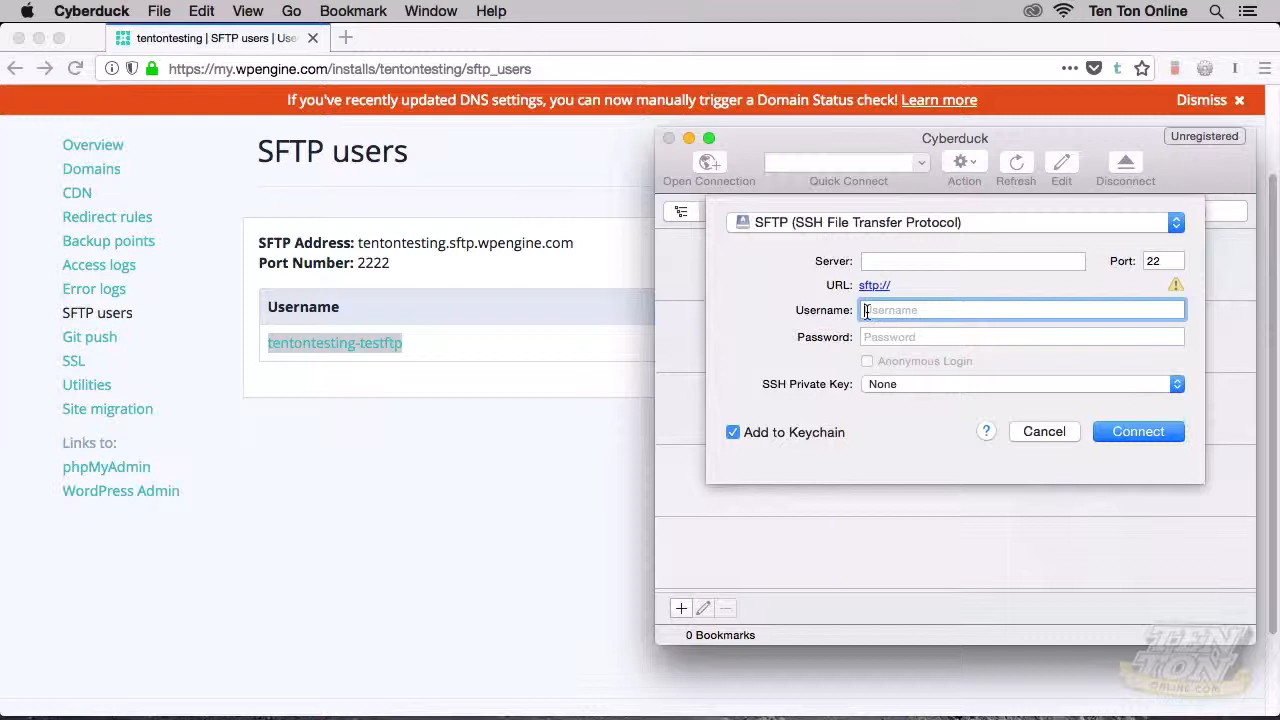 Cyberduck File Edit View Go Bookmark Window Help Ten Ton Online
tentontesting | SFTP users | Use
https://my.wpengine.com/installs/tentontesting/sftp_users
If you've recently updated DNS settings, you can now manually trigger a Domain Status check! Learn more Dismiss ×
Overview
Domains
CDN
Redirect rules
Backup points
Access logs
Error logs
SFTP users
Git push
SSL
Utilities
Site migration
Links to:
phpMyAdmin
WordPress Admin
SFTP users
SFTP Address: tentontesting.sftp.wpengine.com
Port Number: 2222
Username
tentontesting-testftp
Cyberduck
Unregistered
Open Connection Quick Connect Action Refresh Edit Disconnect
SFTP (SSH File Transfer Protocol)
Server: Port: 22
URL: sftp://
Username: Username
Password: Password
Anonymous Login
SSH Private Key: None
Add to Keychain ? Cancel Connect
0 Bookmarks
TEN
TON
ONLINE.COM